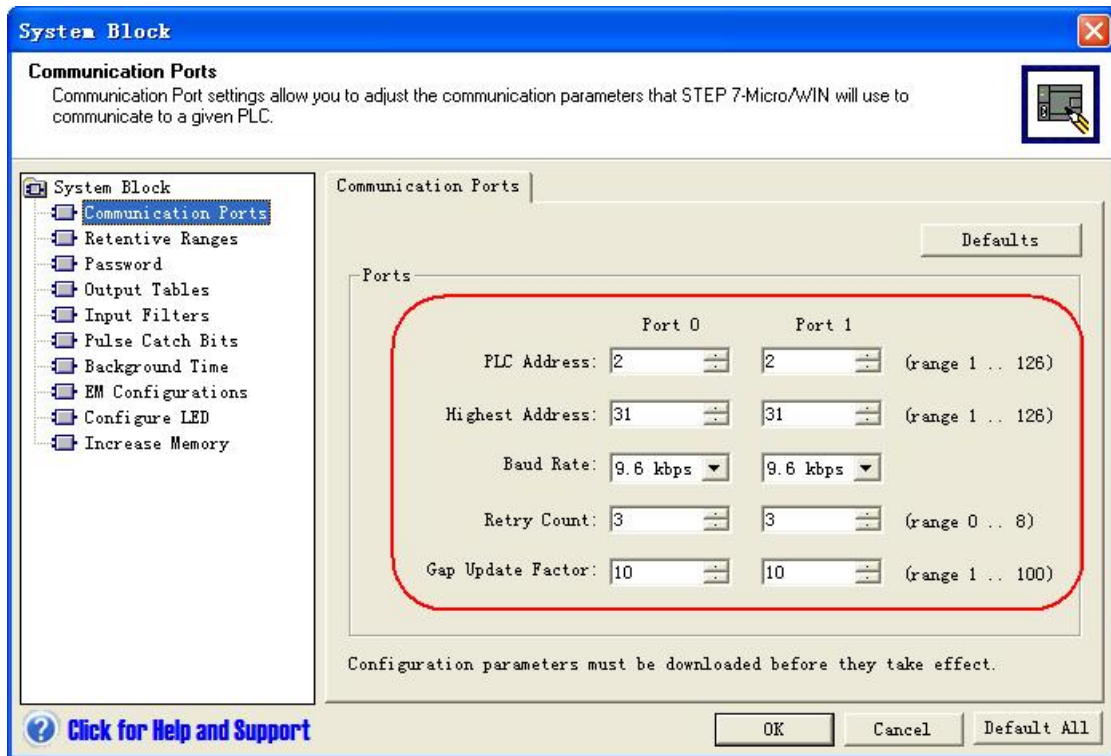 System Block
Communication Ports
Communication Port settings allow you to adjust the communication parameters that STEP 7-Micro/WIN will use to
communicate to a given PLC.
System Block
Communication Ports
Retentive Ranges
Password
Output Tables
Input Filters
Pulse Catch Bits
Background Time
EM Configurations
Configure LED
Increase Memory
Communication Ports
Defaults
Ports
Port 0 Port 1
PLC Address: 2 2 (range 1 .. 126)
Highest Address: 31 31 (range 1 .. 126)
Baud Rate: 9.6 kbps 9.6 kbps
Retry Count: 3 3 (range 0 .. 8)
Gap Update Factor: 10 10 (range 1 .. 100)
Configuration parameters must be downloaded before they take effect.
? Click for Help and Support
OK Cancel Default All